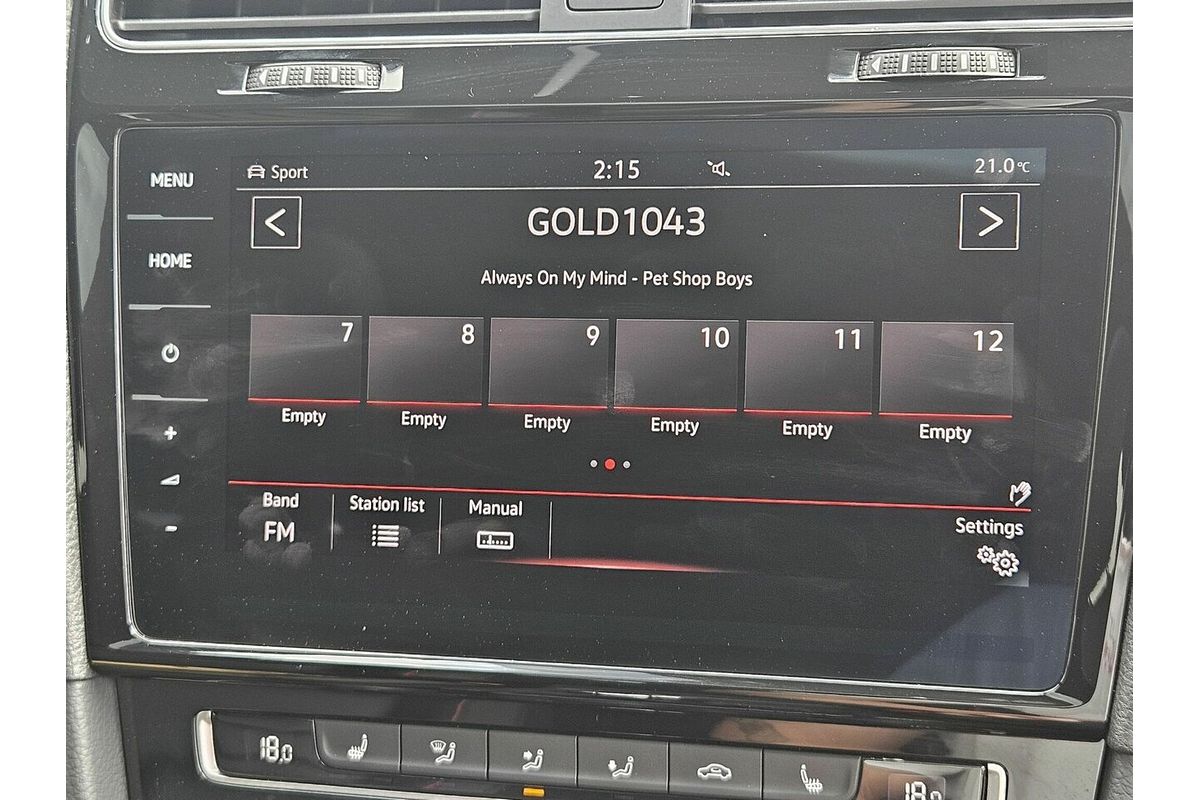 MENU
HOME
Sport
2:15
21.0°C
GOLD1043
Always On My Mind - Pet Shop Boys
7
8
9
10
11
12
Empty
Empty
Empty
Empty
Empty
Empty
Band
FM
Station list
Manual
Settings
18.0
18.0